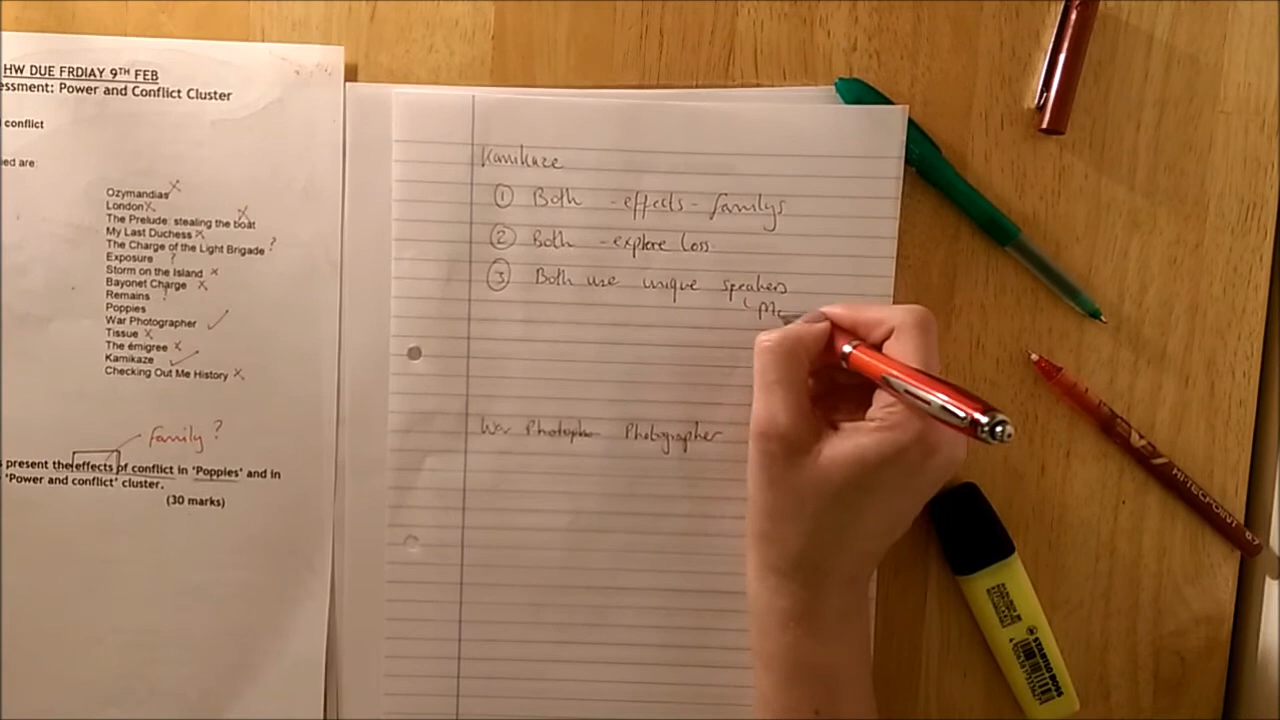 HW DUE FRDIAY 9TH FEB
essment: Power and Conflict Cluster
conflict
ed are:
Ozymandias X
London X
The Prelude: stealing the boat X
My Last Duchess X
The Charge of the Light Brigade ?
Exposure ?
Storm on the Island X
Bayonet Charge X
Remains ?
Poppies
War Photographer ✓
Tissue X
The émigree X
Kamikaze ✓
Checking Out Me History X
Family ?
present the effects of conflict in ‘Poppies’ and in
‘Power and conflict’ cluster.
(30 marks)
Kamikaze
① Both - effects - familys
② Both - explore loss
③ Both use unique speakers
War Photographer
HI-TECPOINT
V7
STABILO BOSS